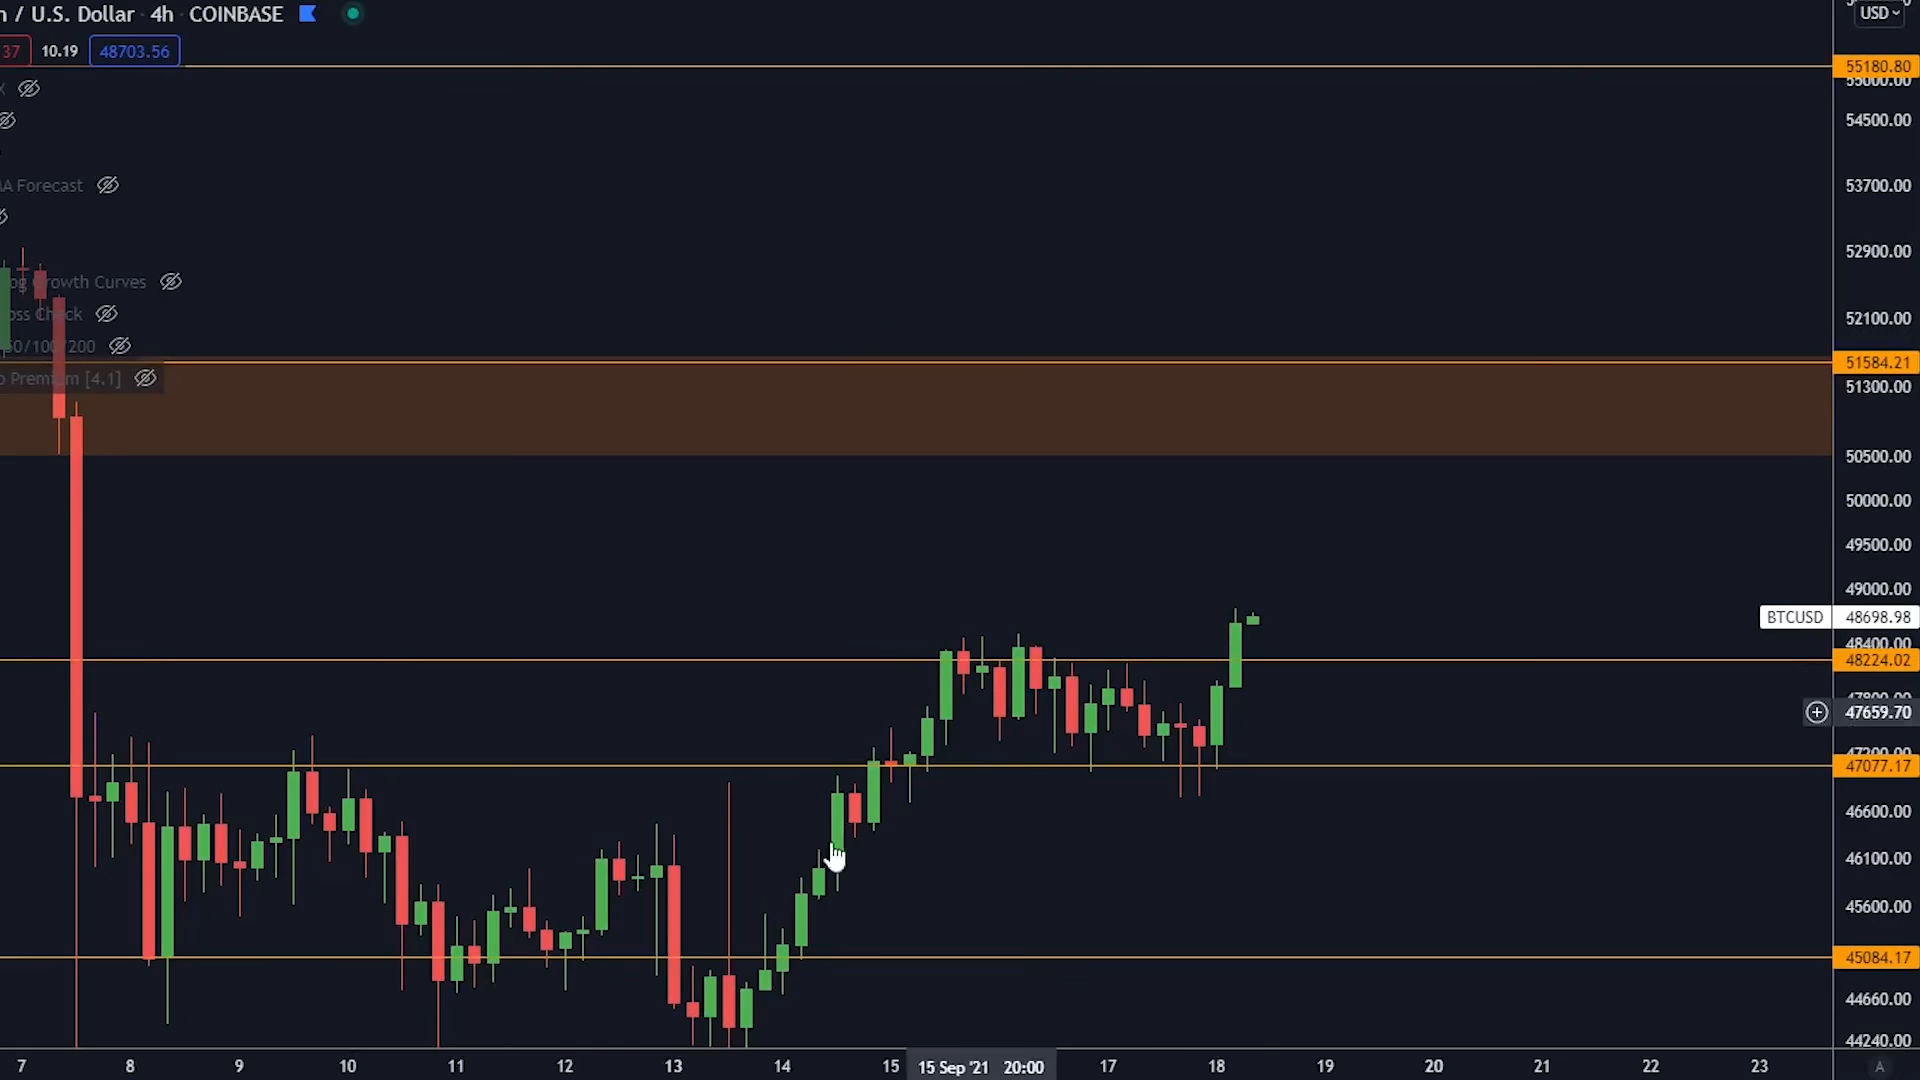 / U.S. Dollar · 4h · COINBASE
37 10.19 48703.56
Forecast
Growth Curves
Check
50/100/200
Premium [4.1]
USD
55180.80
55000.00
54500.00
53700.00
52900.00
52100.00
51584.21
51300.00
50500.00
50000.00
49500.00
49000.00
BTCUSD 48698.98
48400.00
48224.02
47800.00
47659.70
47200.00
47077.17
46600.00
46100.00
45600.00
45084.17
44660.00
44240.00
7 8 9 10 11 12 13 14 15 15 Sep '21 20:00 17 18 19 20 21 22 23 A